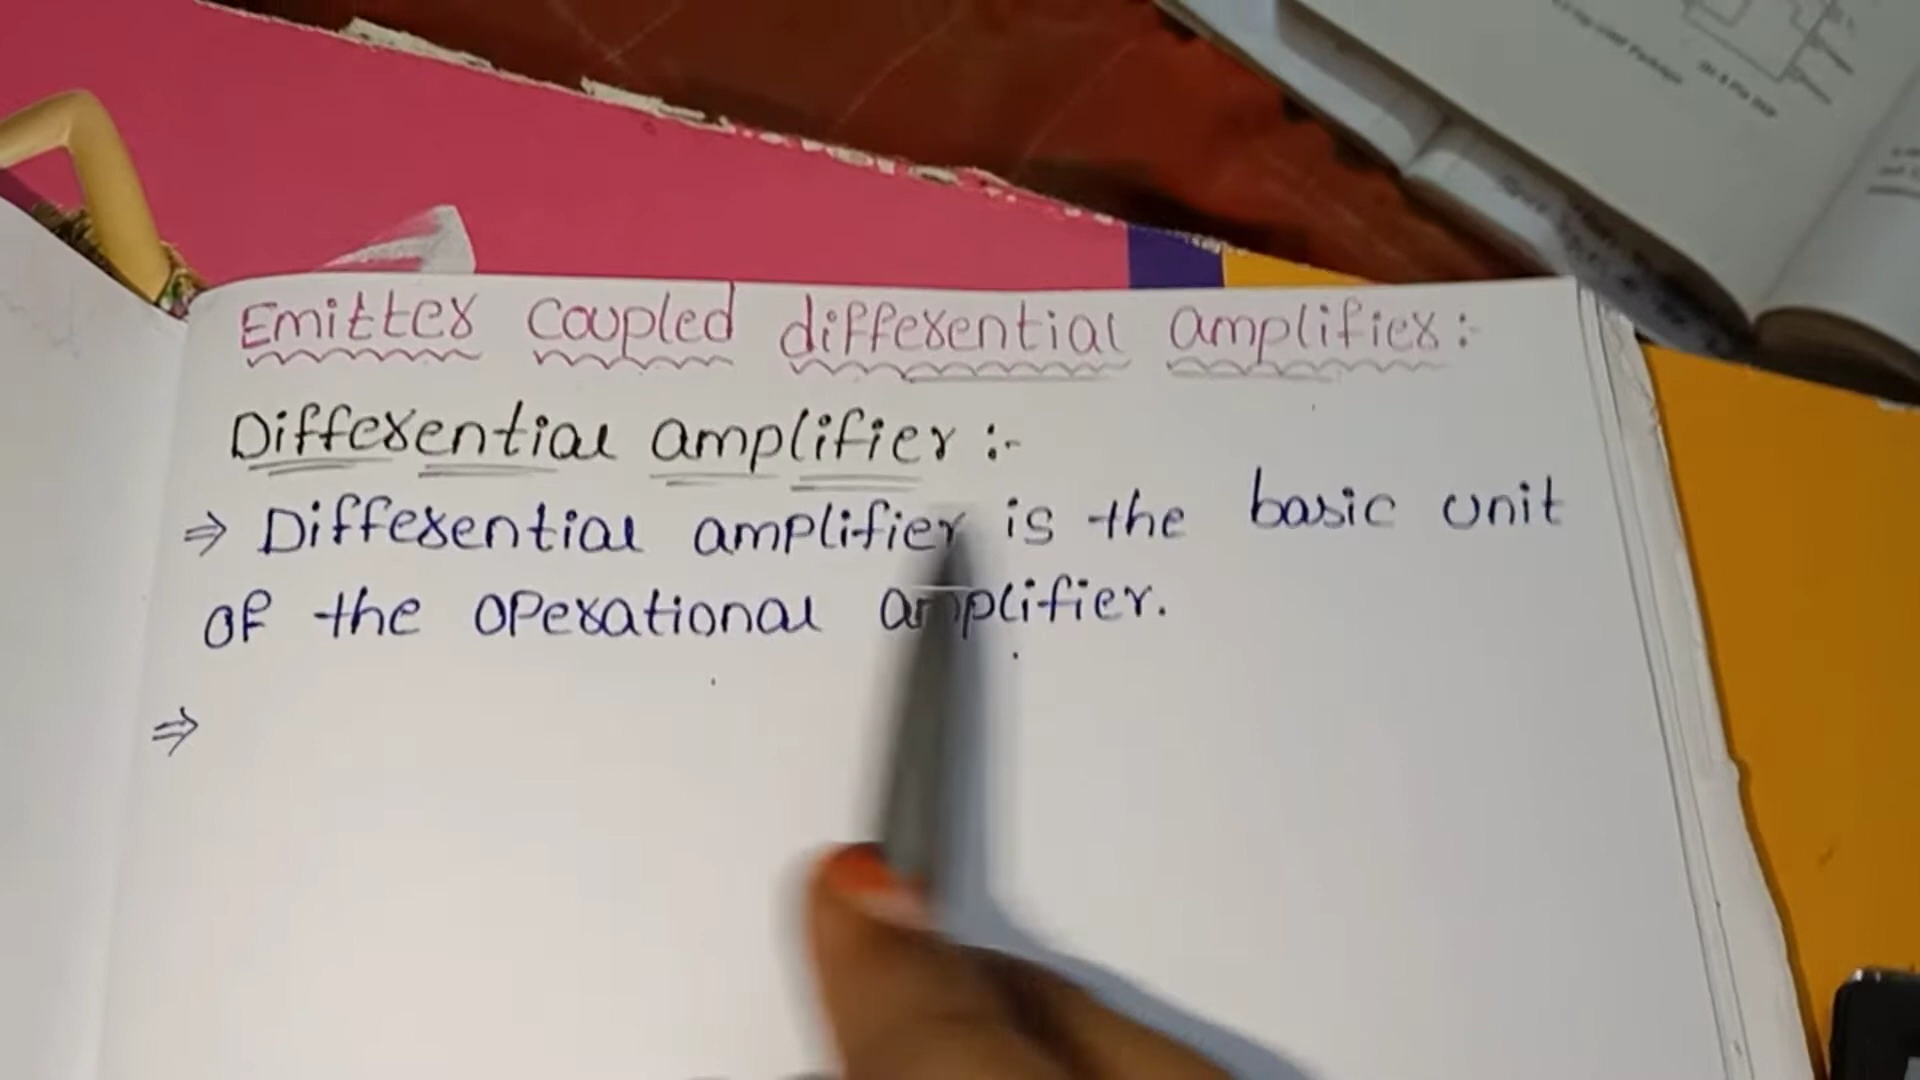 Emitter coupled differential amplifier:-
Differential amplifier :-
⇒ Differential amplifier is the basic unit
of the operational amplifier.
⇒